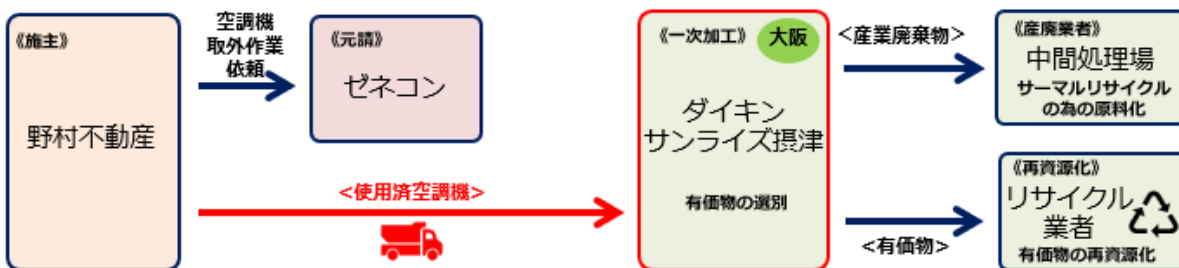 《施主》
野村不動産
空調機
取外作業
依頼
《元請》
ゼネコン
<使用済空調機>
《一次加工》
大阪
ダイキン
サンライズ摂津
有価物の選別
<産業廃棄物>
<有価物>
《産廃業者》
中間処理場
サーマルリサイクル
の為の原料化
《再資源化》
リサイクル
業者
有価物の再資源化